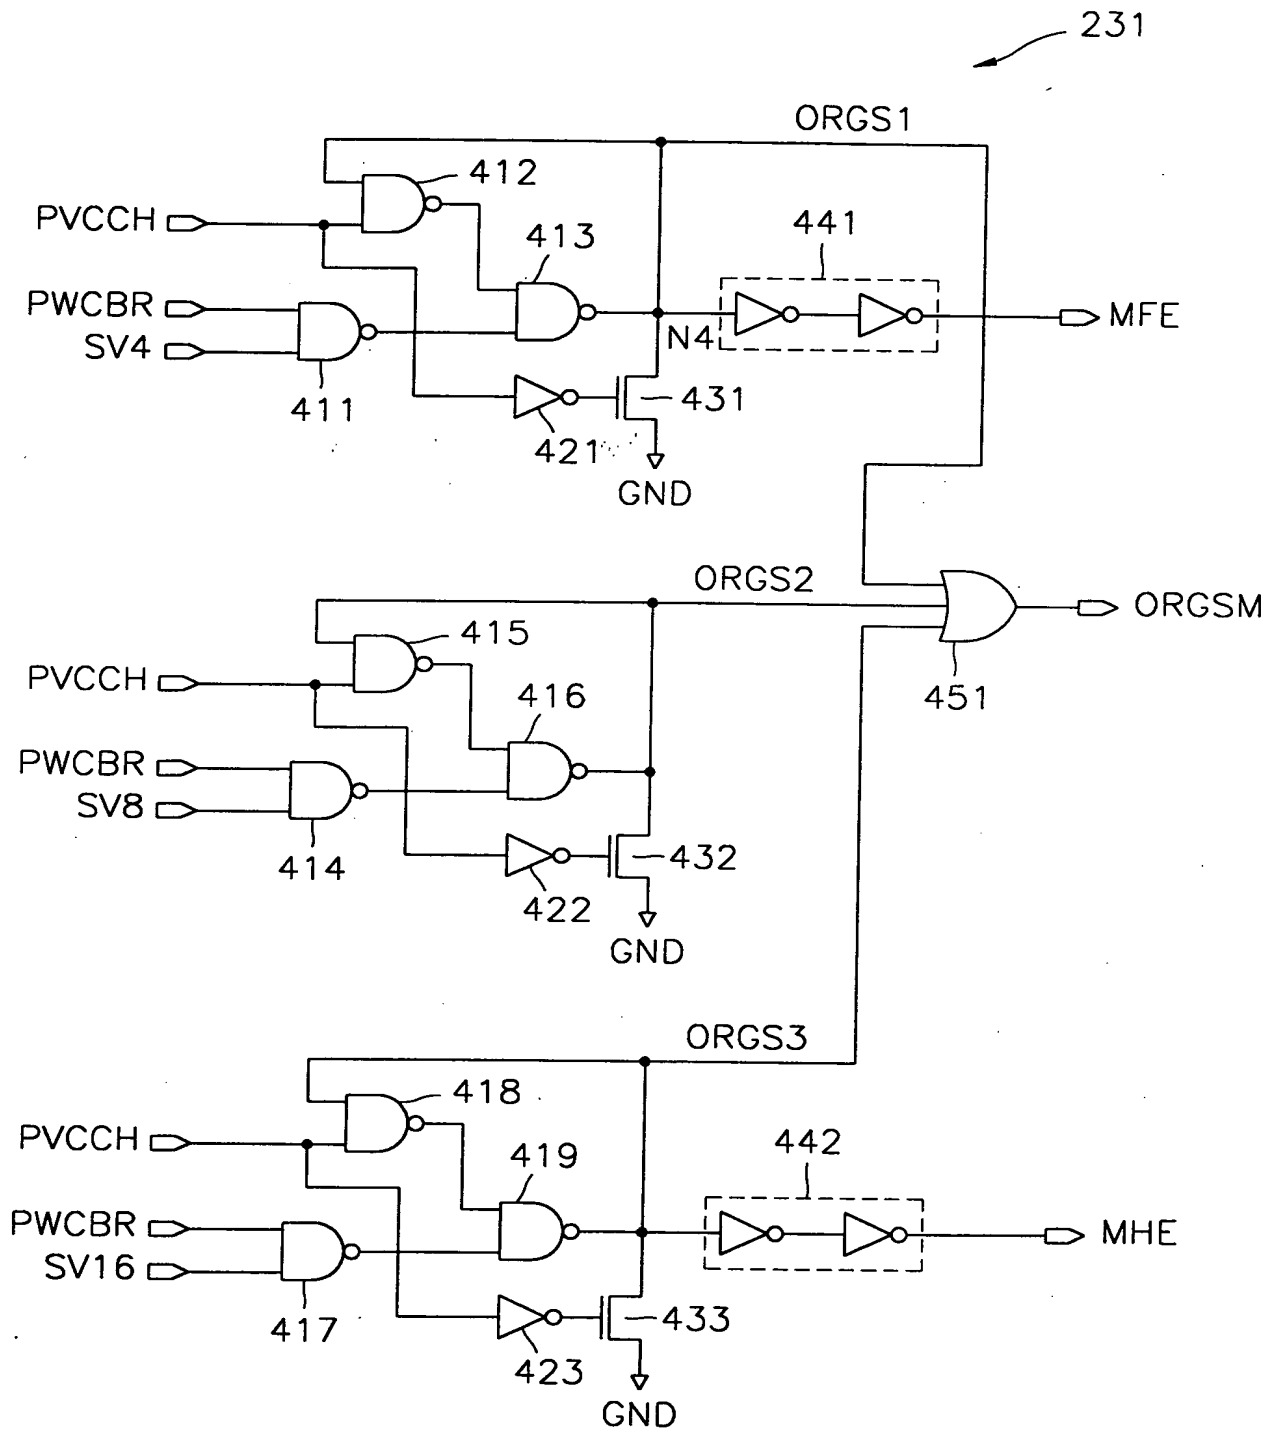 231
ORGS1
412
PVCCH
413
441
PWCBR
SV4
N4
MFE
411
421
431
GND
ORGS2
415
PVCCH
416
ORGSM
451
PWCBR
SV8
414
422
432
GND
ORGS3
418
PVCCH
419
442
PWCBR
SV16
MHE
417
423
433
GND